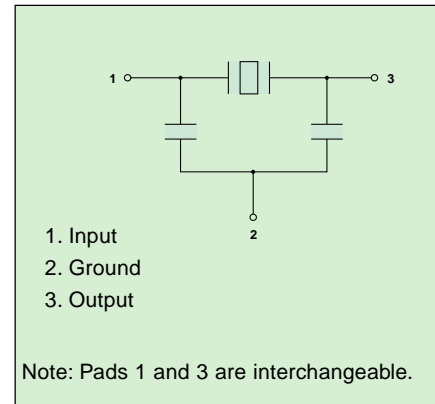 1 3
2
1. Input
2. Ground
3. Output
Note: Pads 1 and 3 are interchangeable.